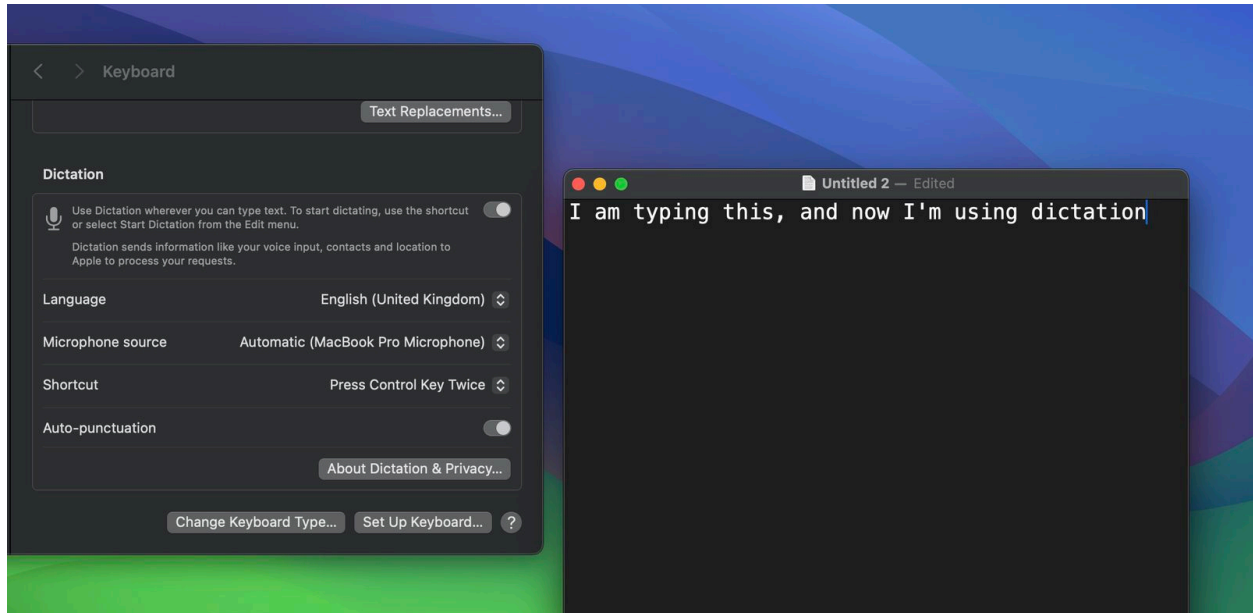 Keyboard
Text Replacements...
Dictation
Use Dictation wherever you can type text. To start dictating, use the shortcut
or select Start Dictation from the Edit menu.
Dictation sends information like your voice input, contacts and location to
Apple to process your requests.
Language English (United Kingdom)
Microphone source Automatic (MacBook Pro Microphone)
Shortcut Press Control Key Twice
Auto-punctuation
About Dictation & Privacy...
Change Keyboard Type... Set Up Keyboard... ?
Untitled 2 — Edited
I am typing this, and now I'm using dictation